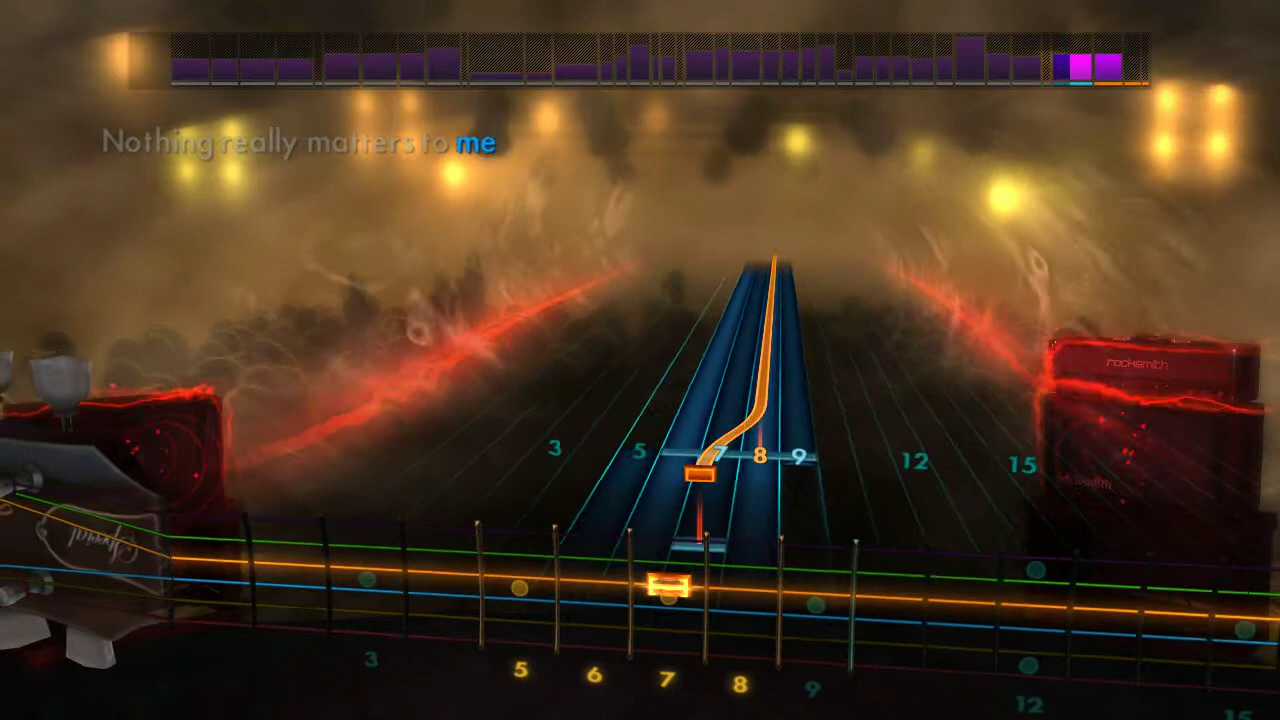 Nothing really matters to me
rocksmith
3 5 7 8 9 12 15
Special
3 5 6 7 8 9 12 15